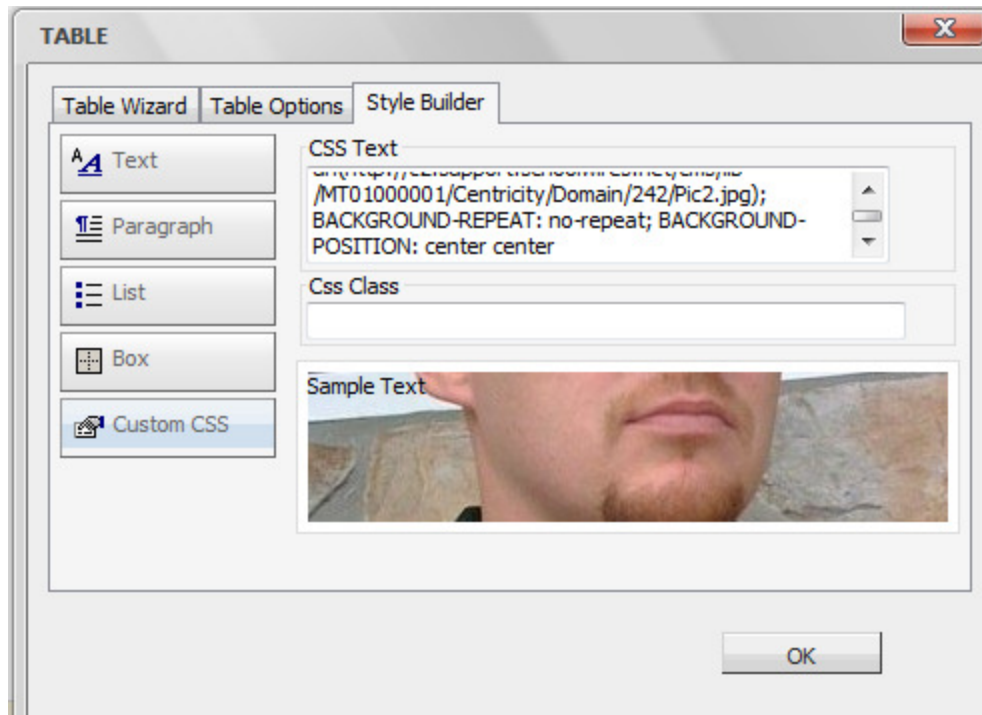 TABLE
Table Wizard Table Options Style Builder
Text
Paragraph
List
Box
Custom CSS
CSS Text
/MT01000001/Centricity/Domain/242/Pic2.jpg);
BACKGROUND-REPEAT: no-repeat; BACKGROUND-
POSITION: center center
Css Class
Sample Text
OK